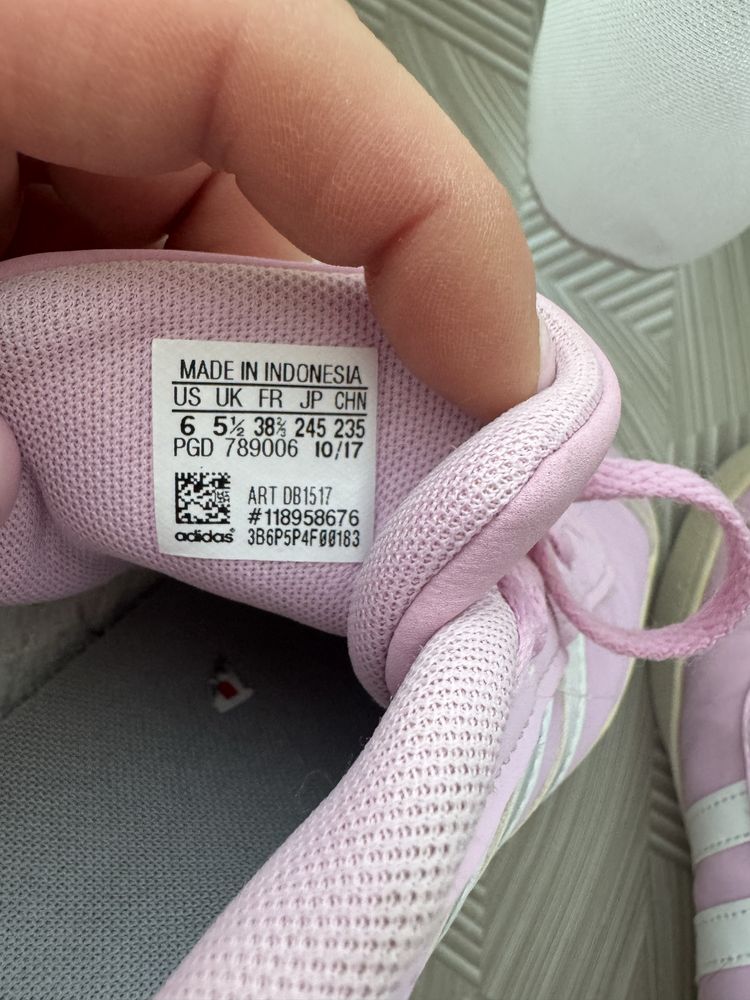 MADE IN INDONESIA
US UK FR JP CHN
6 5½ 38⅔ 245 235
PGD 789006 10/17
ART DB1517
#118958676
adidas® 3B6P5P4F00183